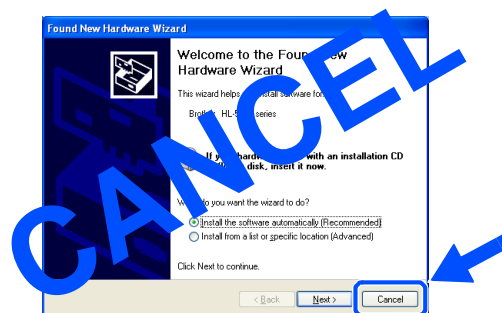 Found New Hardware Wizard
Welcome to the Found New
Hardware Wizard
This wizard helps install software for
Brother HL-5 series
If your hardware with an installation CD
disk, insert it now.
do you want the wizard to do?
Install the software automatically (Recommended)
Install from a list or specific location (Advanced)
Click Next to continue.
< Back
Next >
Cancel
CANCEL